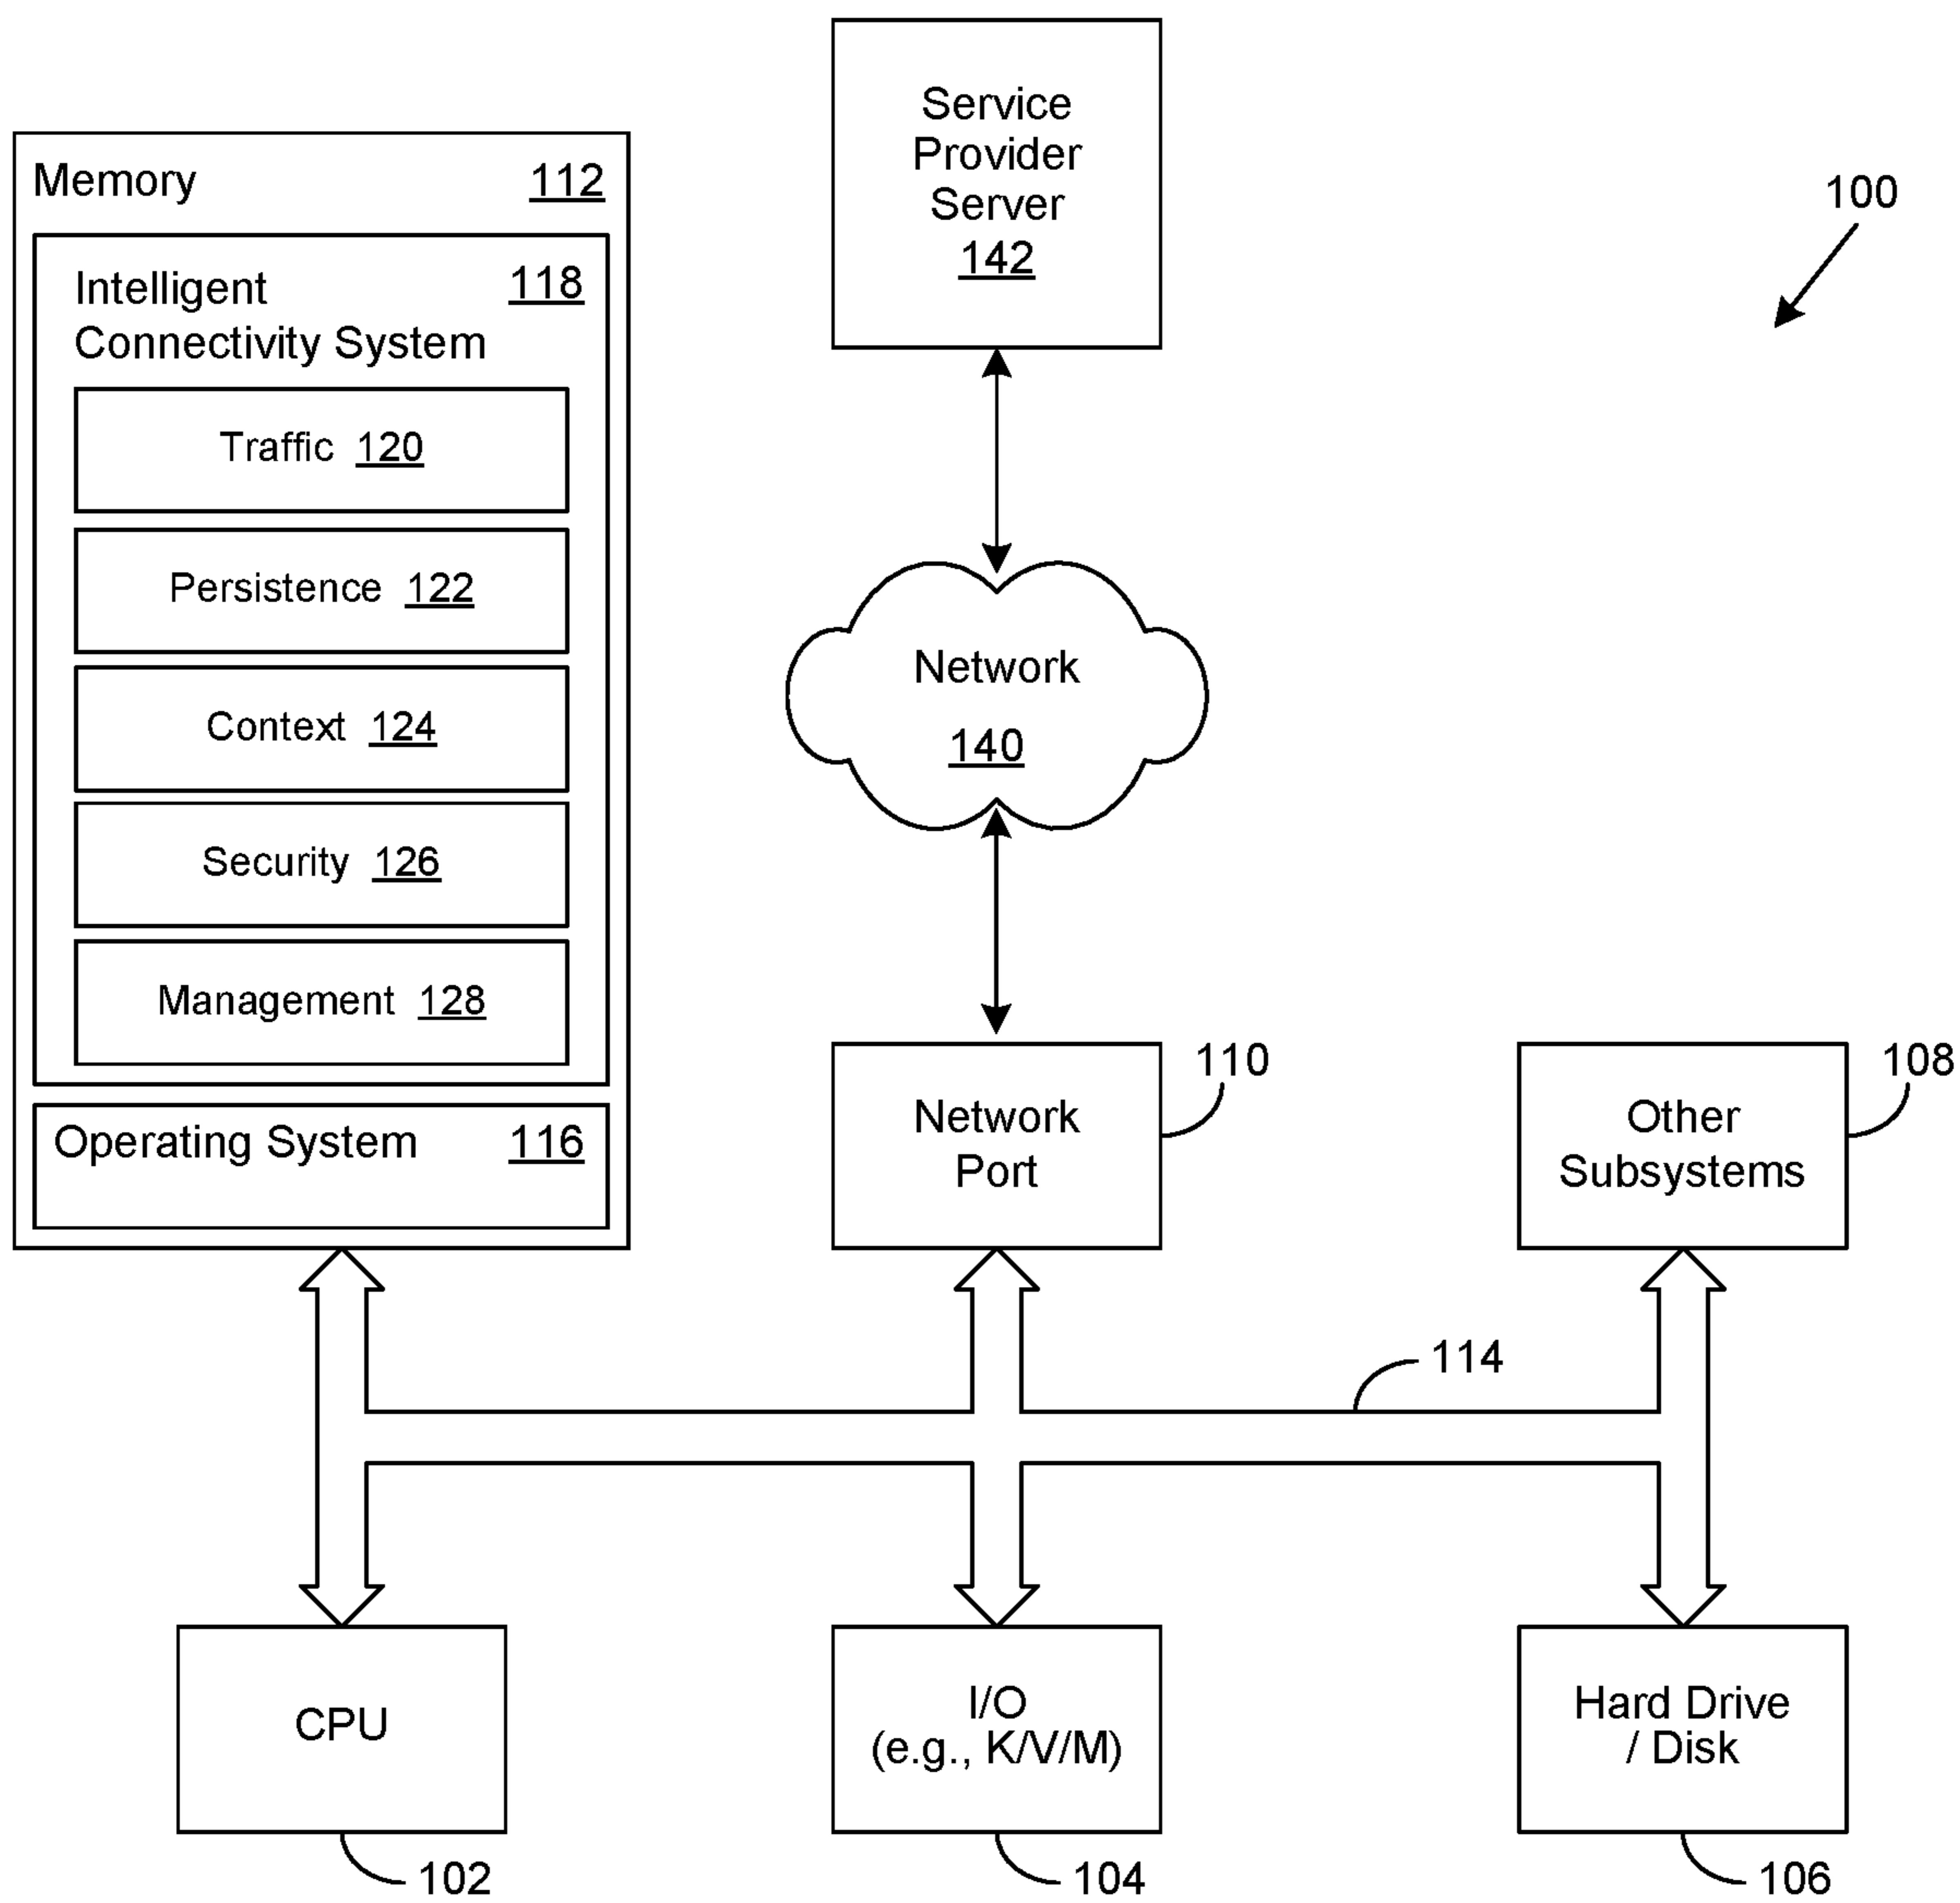 Service
Provider
Server
142
100
Memory 112
Intelligent 118
Connectivity System
Traffic 120
Persistence 122
Context 124
Security 126
Management 128
Operating System 116
Network
140
Network
Port
110
Other
Subsystems
108
114
CPU
102
I/O
(e.g., K/V/M)
104
Hard Drive
/ Disk
106